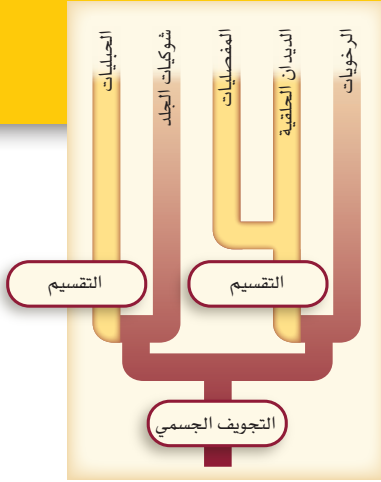 الرخويات
الديدان الحلقية
المفصليات
شوكيات الجلد
الحبليات
التقسيم
التقسيم
التجويف الجسمي